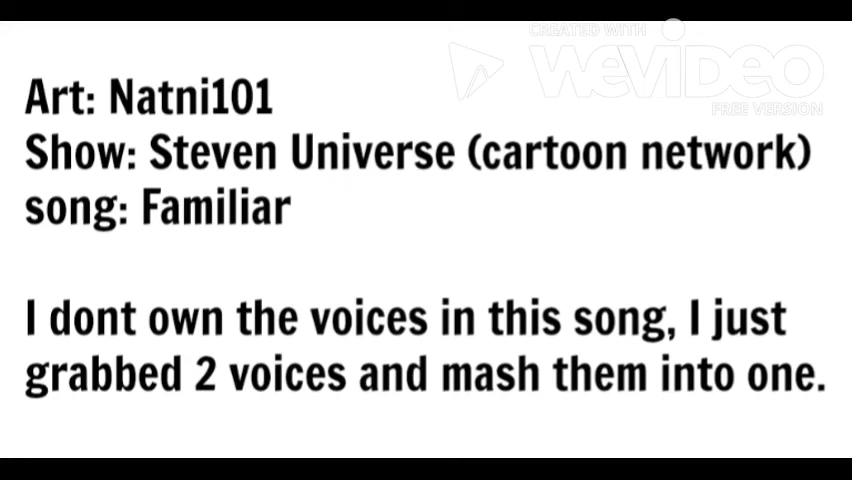 CREATED WITH
WEVIDEO
FREE VERSION
Art: Natni101
Show: Steven Universe (cartoon network)
song: Familiar
I dont own the voices in this song, I just
grabbed 2 voices and mash them into one.